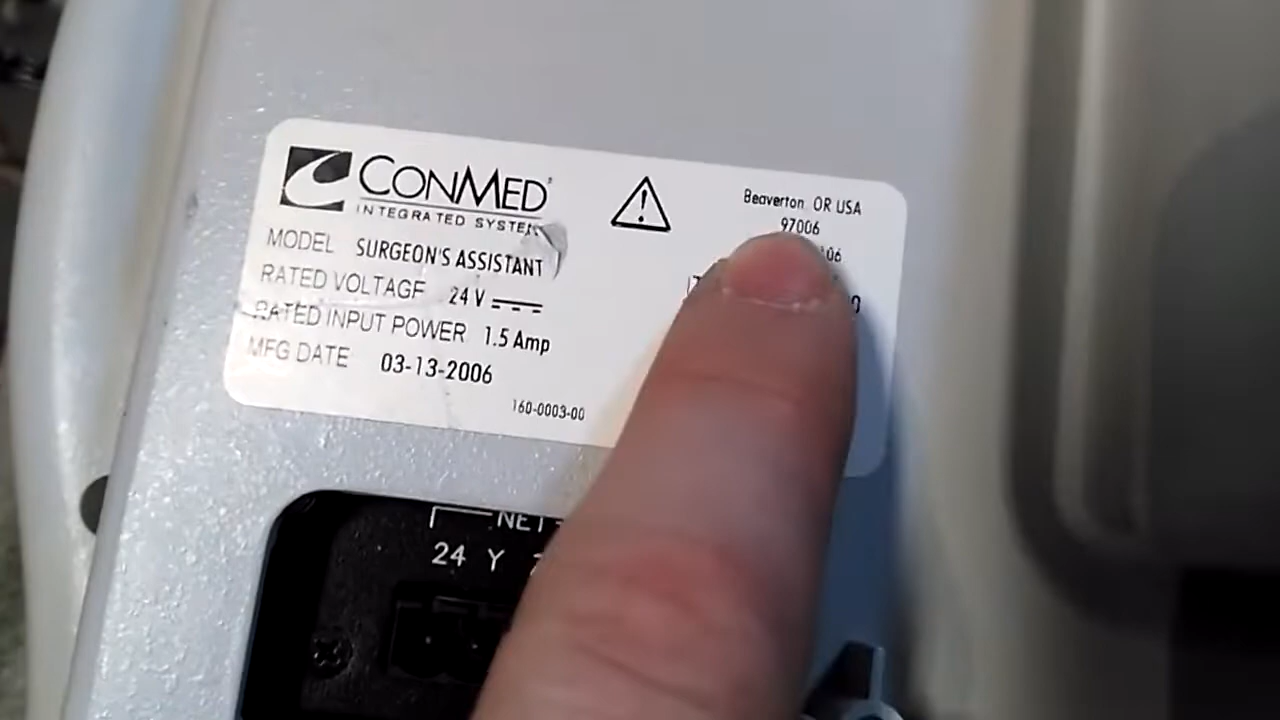 CONMED
INTEGRATED SYSTEMS
MODEL SURGEON'S ASSISTANT
RATED VOLTAGE 24 V
RATED INPUT POWER 1.5 Amp
MFG DATE 03-13-2006
160-0003-00
Beaverton, OR USA
97006
NET
24 Y